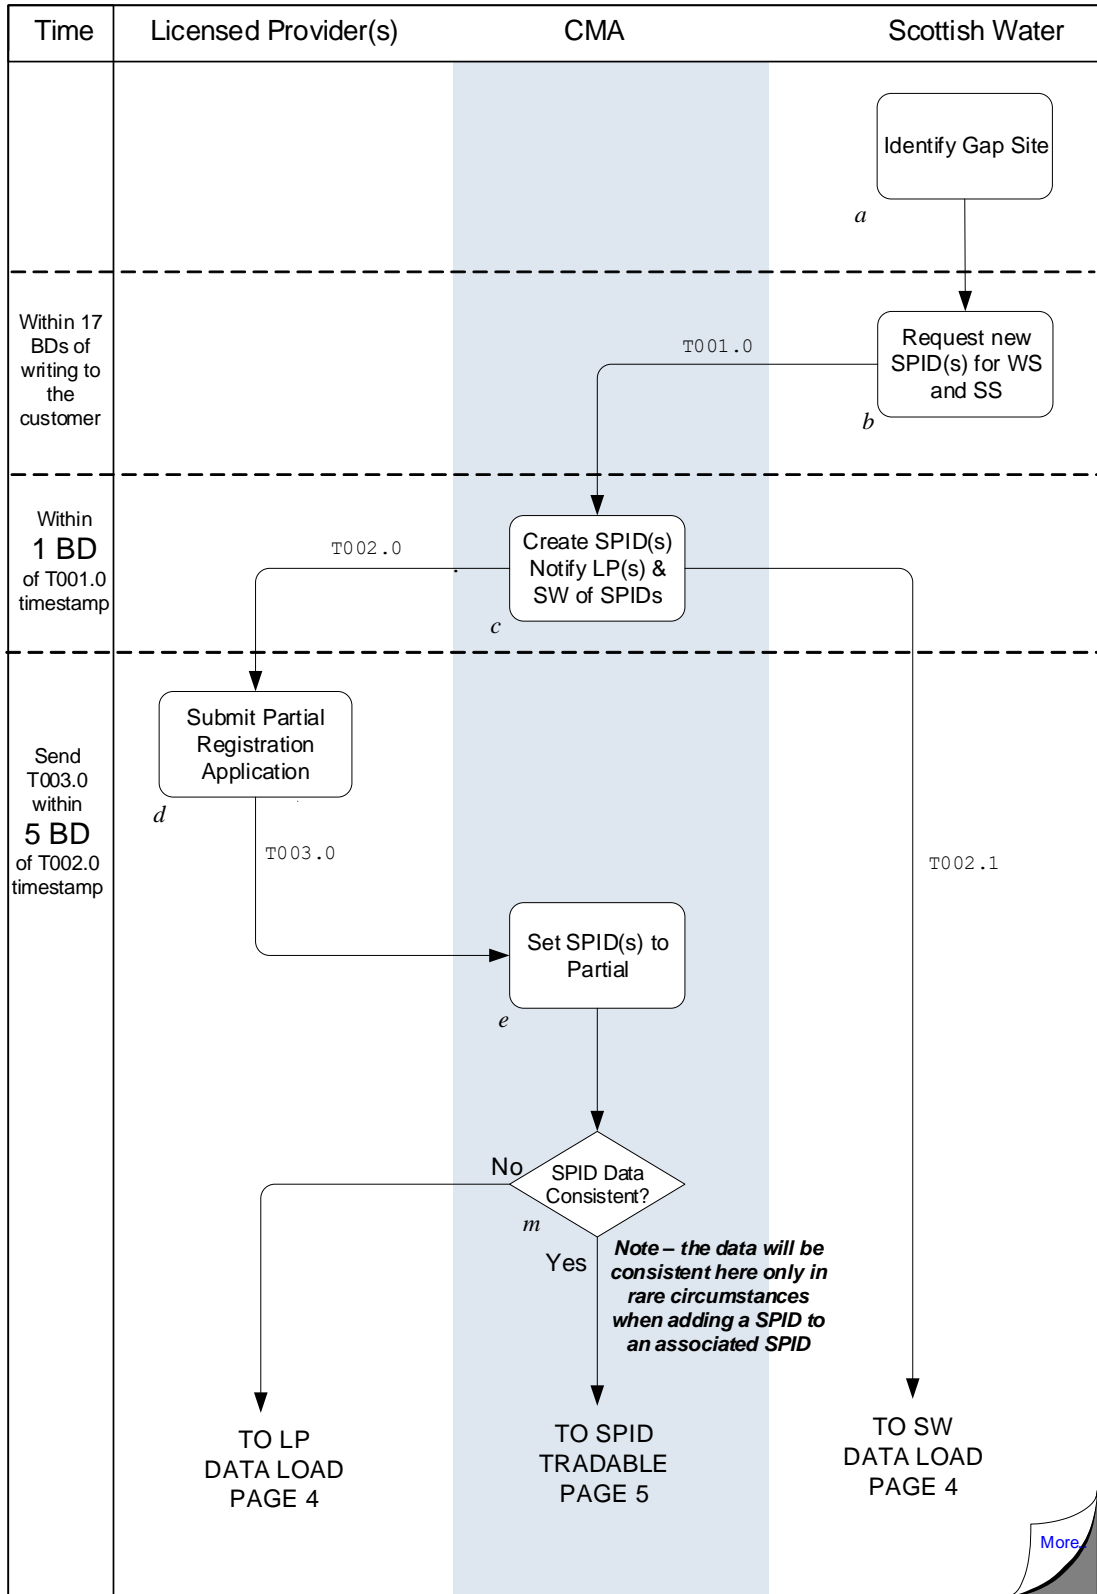 Time
Licensed Provider(s)
CMA
Scottish Water
Identify Gap Site
a
Within 17
BDs of
writing to
the
customer
T001.0
Request new
SPID(s) for WS
and SS
b
Within
1 BD
of T001.0
timestamp
T002.0
Create SPID(s)
Notify LP(s) &
SW of SPIDs
c
Submit Partial
Registration
Application
d
Send
T003.0
within
5 BD
of T002.0
timestamp
T003.0
T002.1
Set SPID(s) to
Partial
e
No
SPID Data
Consistent?
m
Yes
Note – the data will be
consistent here only in
rare circumstances
when adding a SPID to
an associated SPID
TO LP
DATA LOAD
PAGE 4
TO SPID
TRADABLE
PAGE 5
TO SW
DATA LOAD
PAGE 4
More..